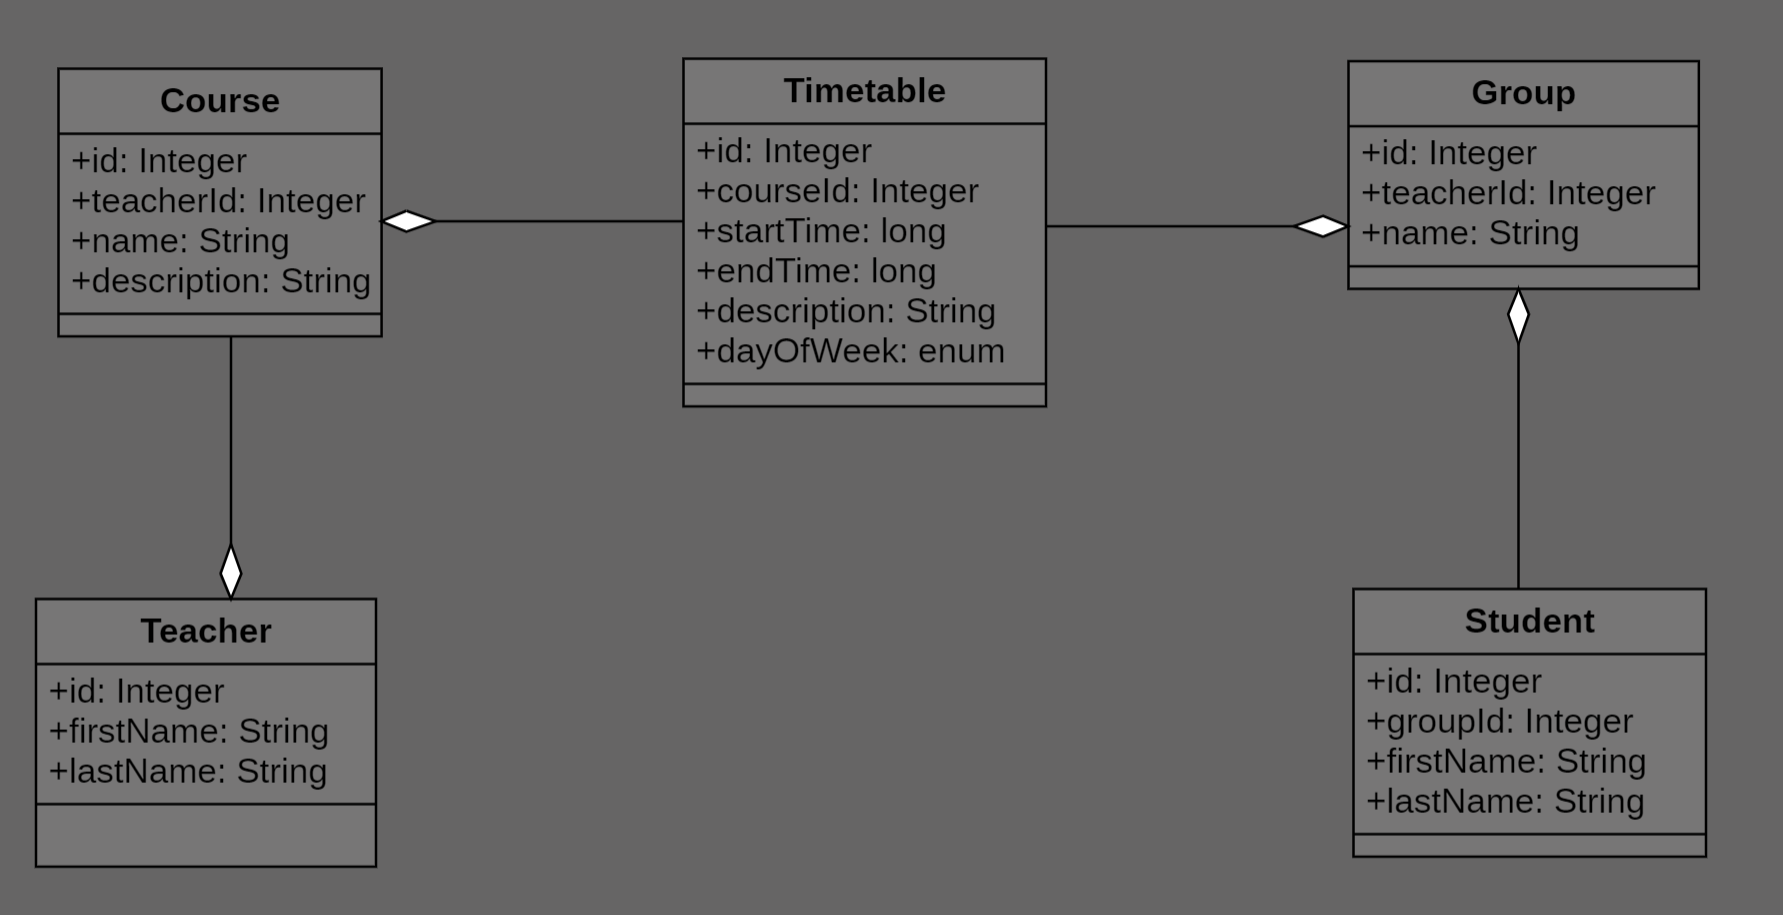 Course
+id: Integer
+teacherId: Integer
+name: String
+description: String
Timetable
+id: Integer
+courseId: Integer
+startTime: long
+endTime: long
+description: String
+dayOfWeek: enum
Group
+id: Integer
+teacherId: Integer
+name: String
Teacher
+id: Integer
+firstName: String
+lastName: String
Student
+id: Integer
+groupId: Integer
+firstName: String
+lastName: String